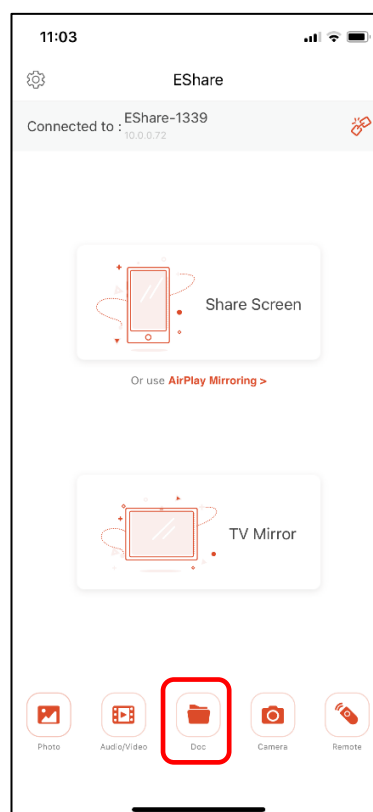 11:03
EShare
Connected to : EShare-1339
10.0.0.72
Share Screen
Or use AirPlay Mirroring >
TV Mirror
Photo
Audio/Video
Doc
Camera
Remote